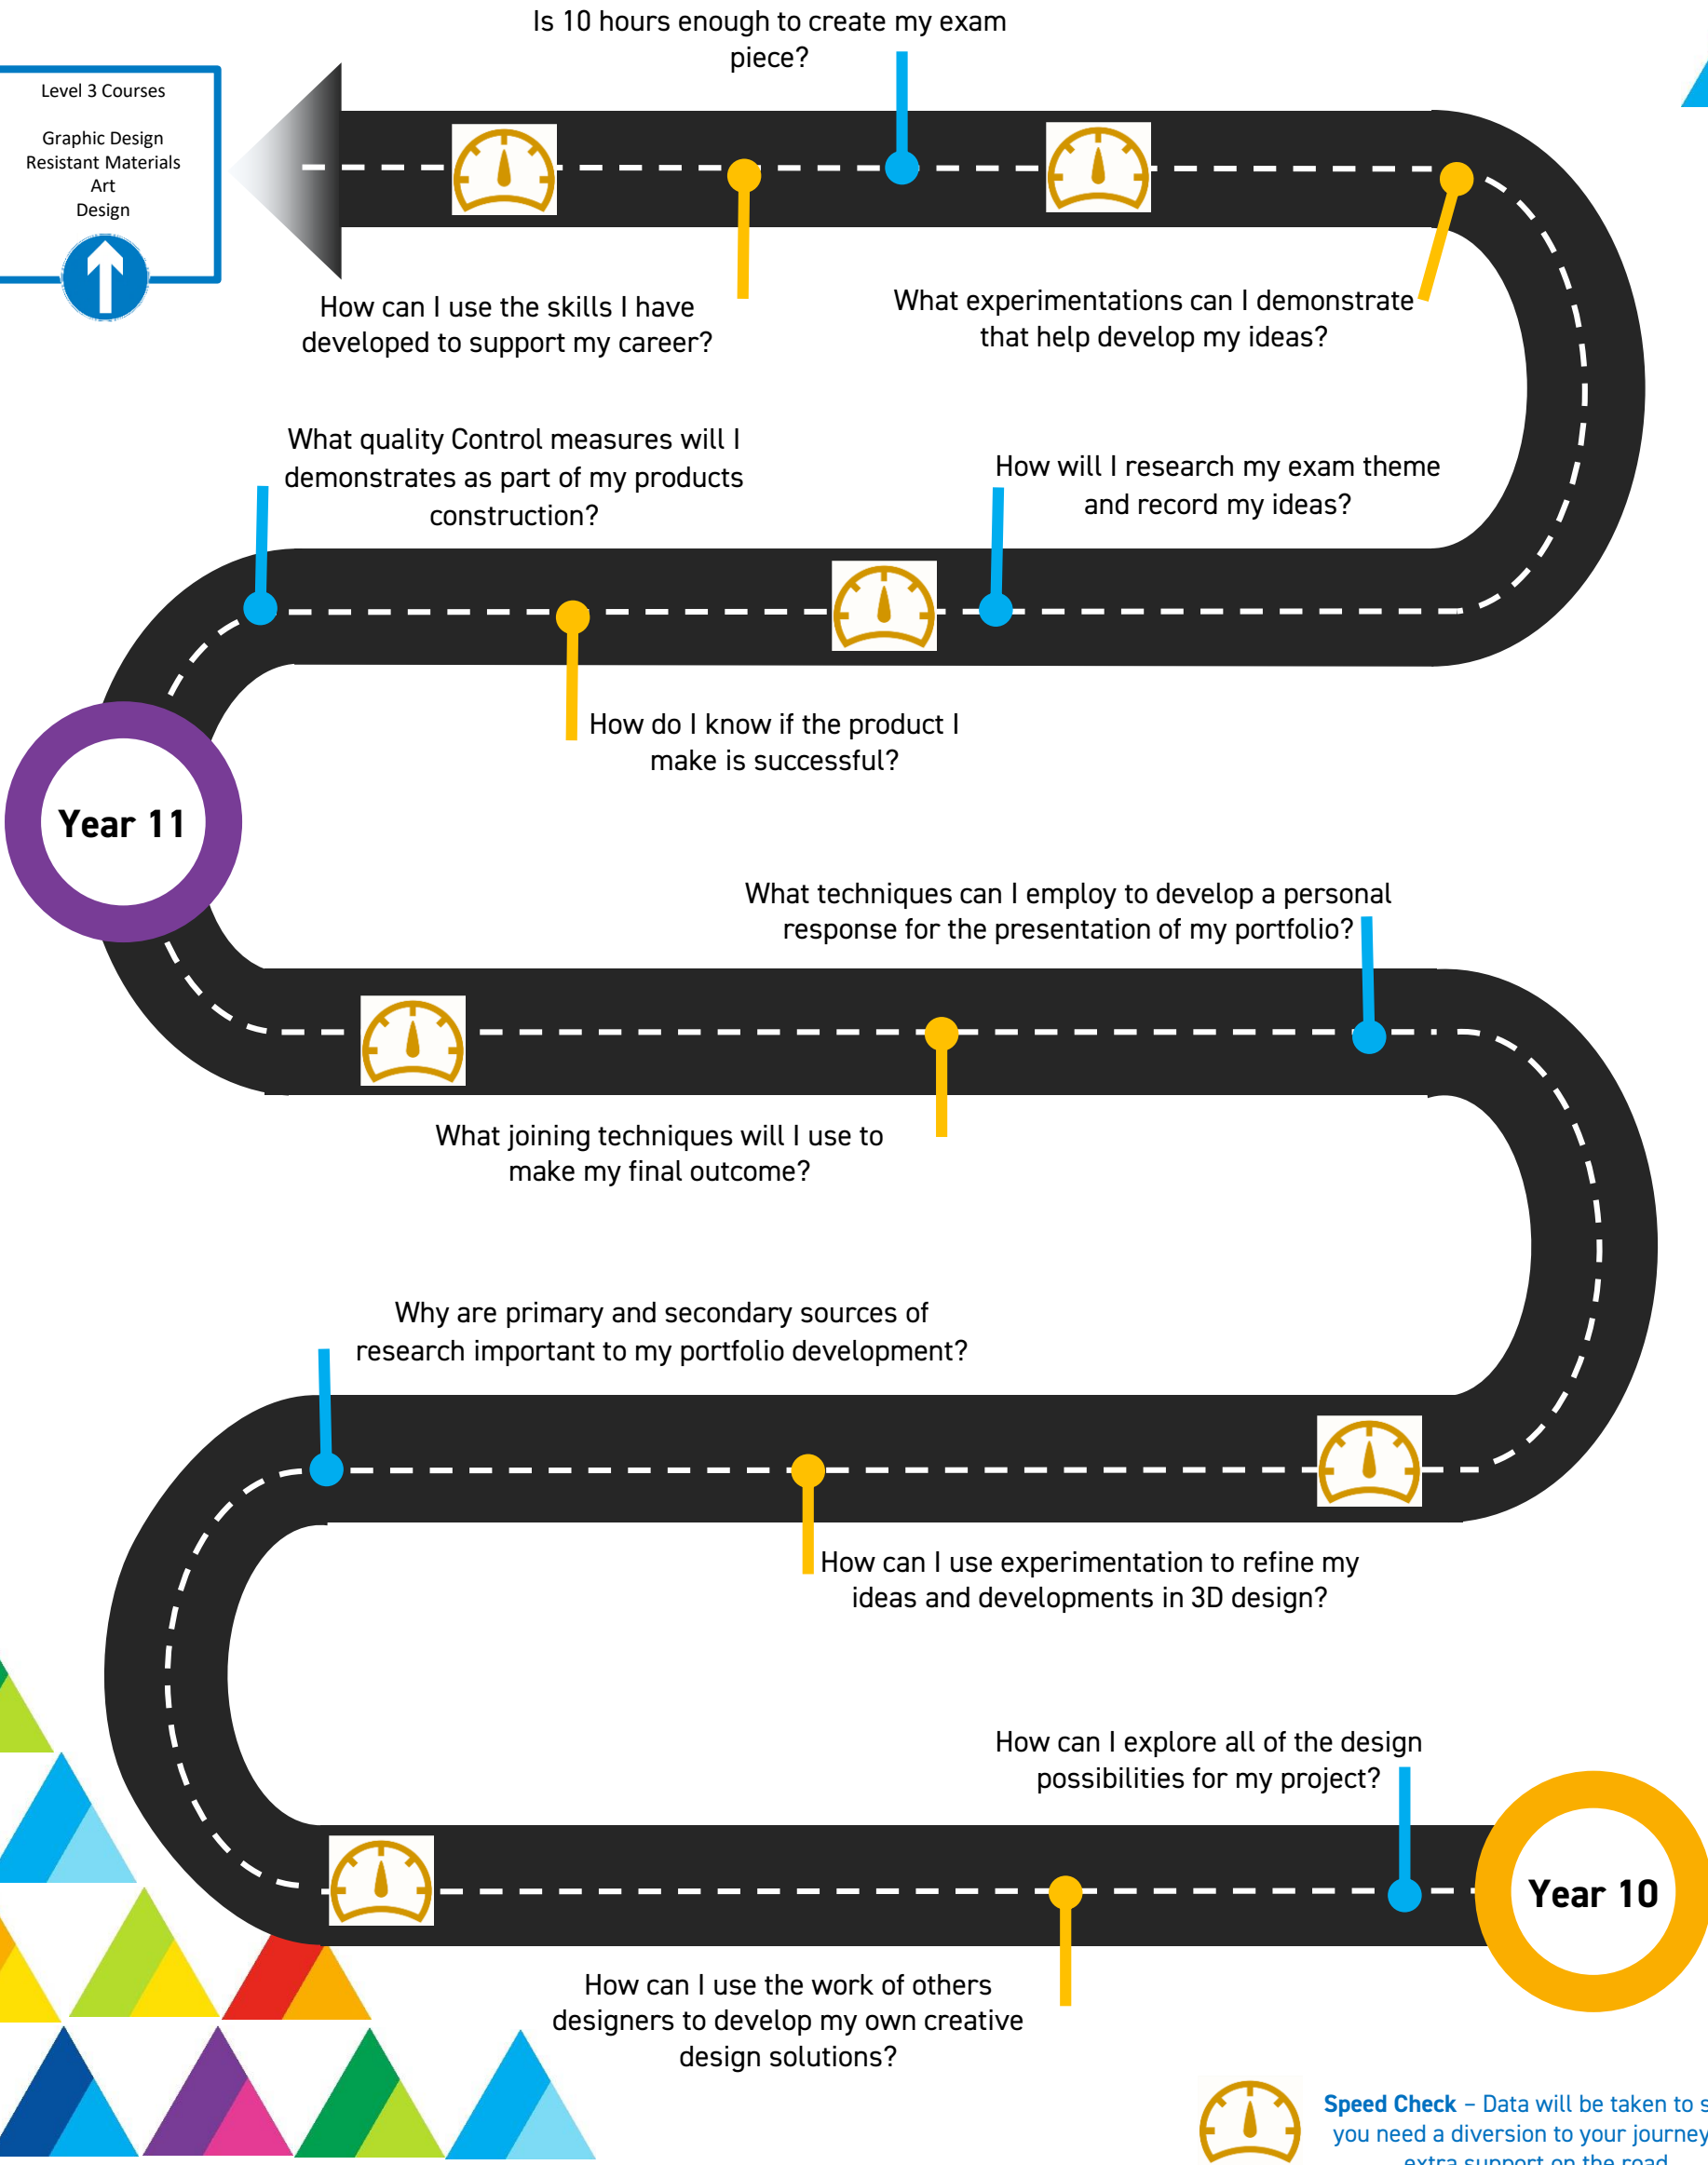 Is 10 hours enough to create my exam
piece?
Level 3 Courses
Graphic Design
Resistant Materials
Art
Design
How can I use the skills I have
developed to support my career?
What experimentations can I demonstrate
that help develop my ideas?
What quality Control measures will I
demonstrates as part of my products
construction?
How will I research my exam theme
and record my ideas?
How do I know if the product I
make is successful?
Year 11
What techniques can I employ to develop a personal
response for the presentation of my portfolio?
What joining techniques will I use to
make my final outcome?
Why are primary and secondary sources of
research important to my portfolio development?
How can I use experimentation to refine my
ideas and developments in 3D design?
How can I explore all of the design
possibilities for my project?
Year 10
How can I use the work of others
designers to develop my own creative
design solutions?
Speed Check – Data will be taken to
you need a diversion to your journey
extra support on the road